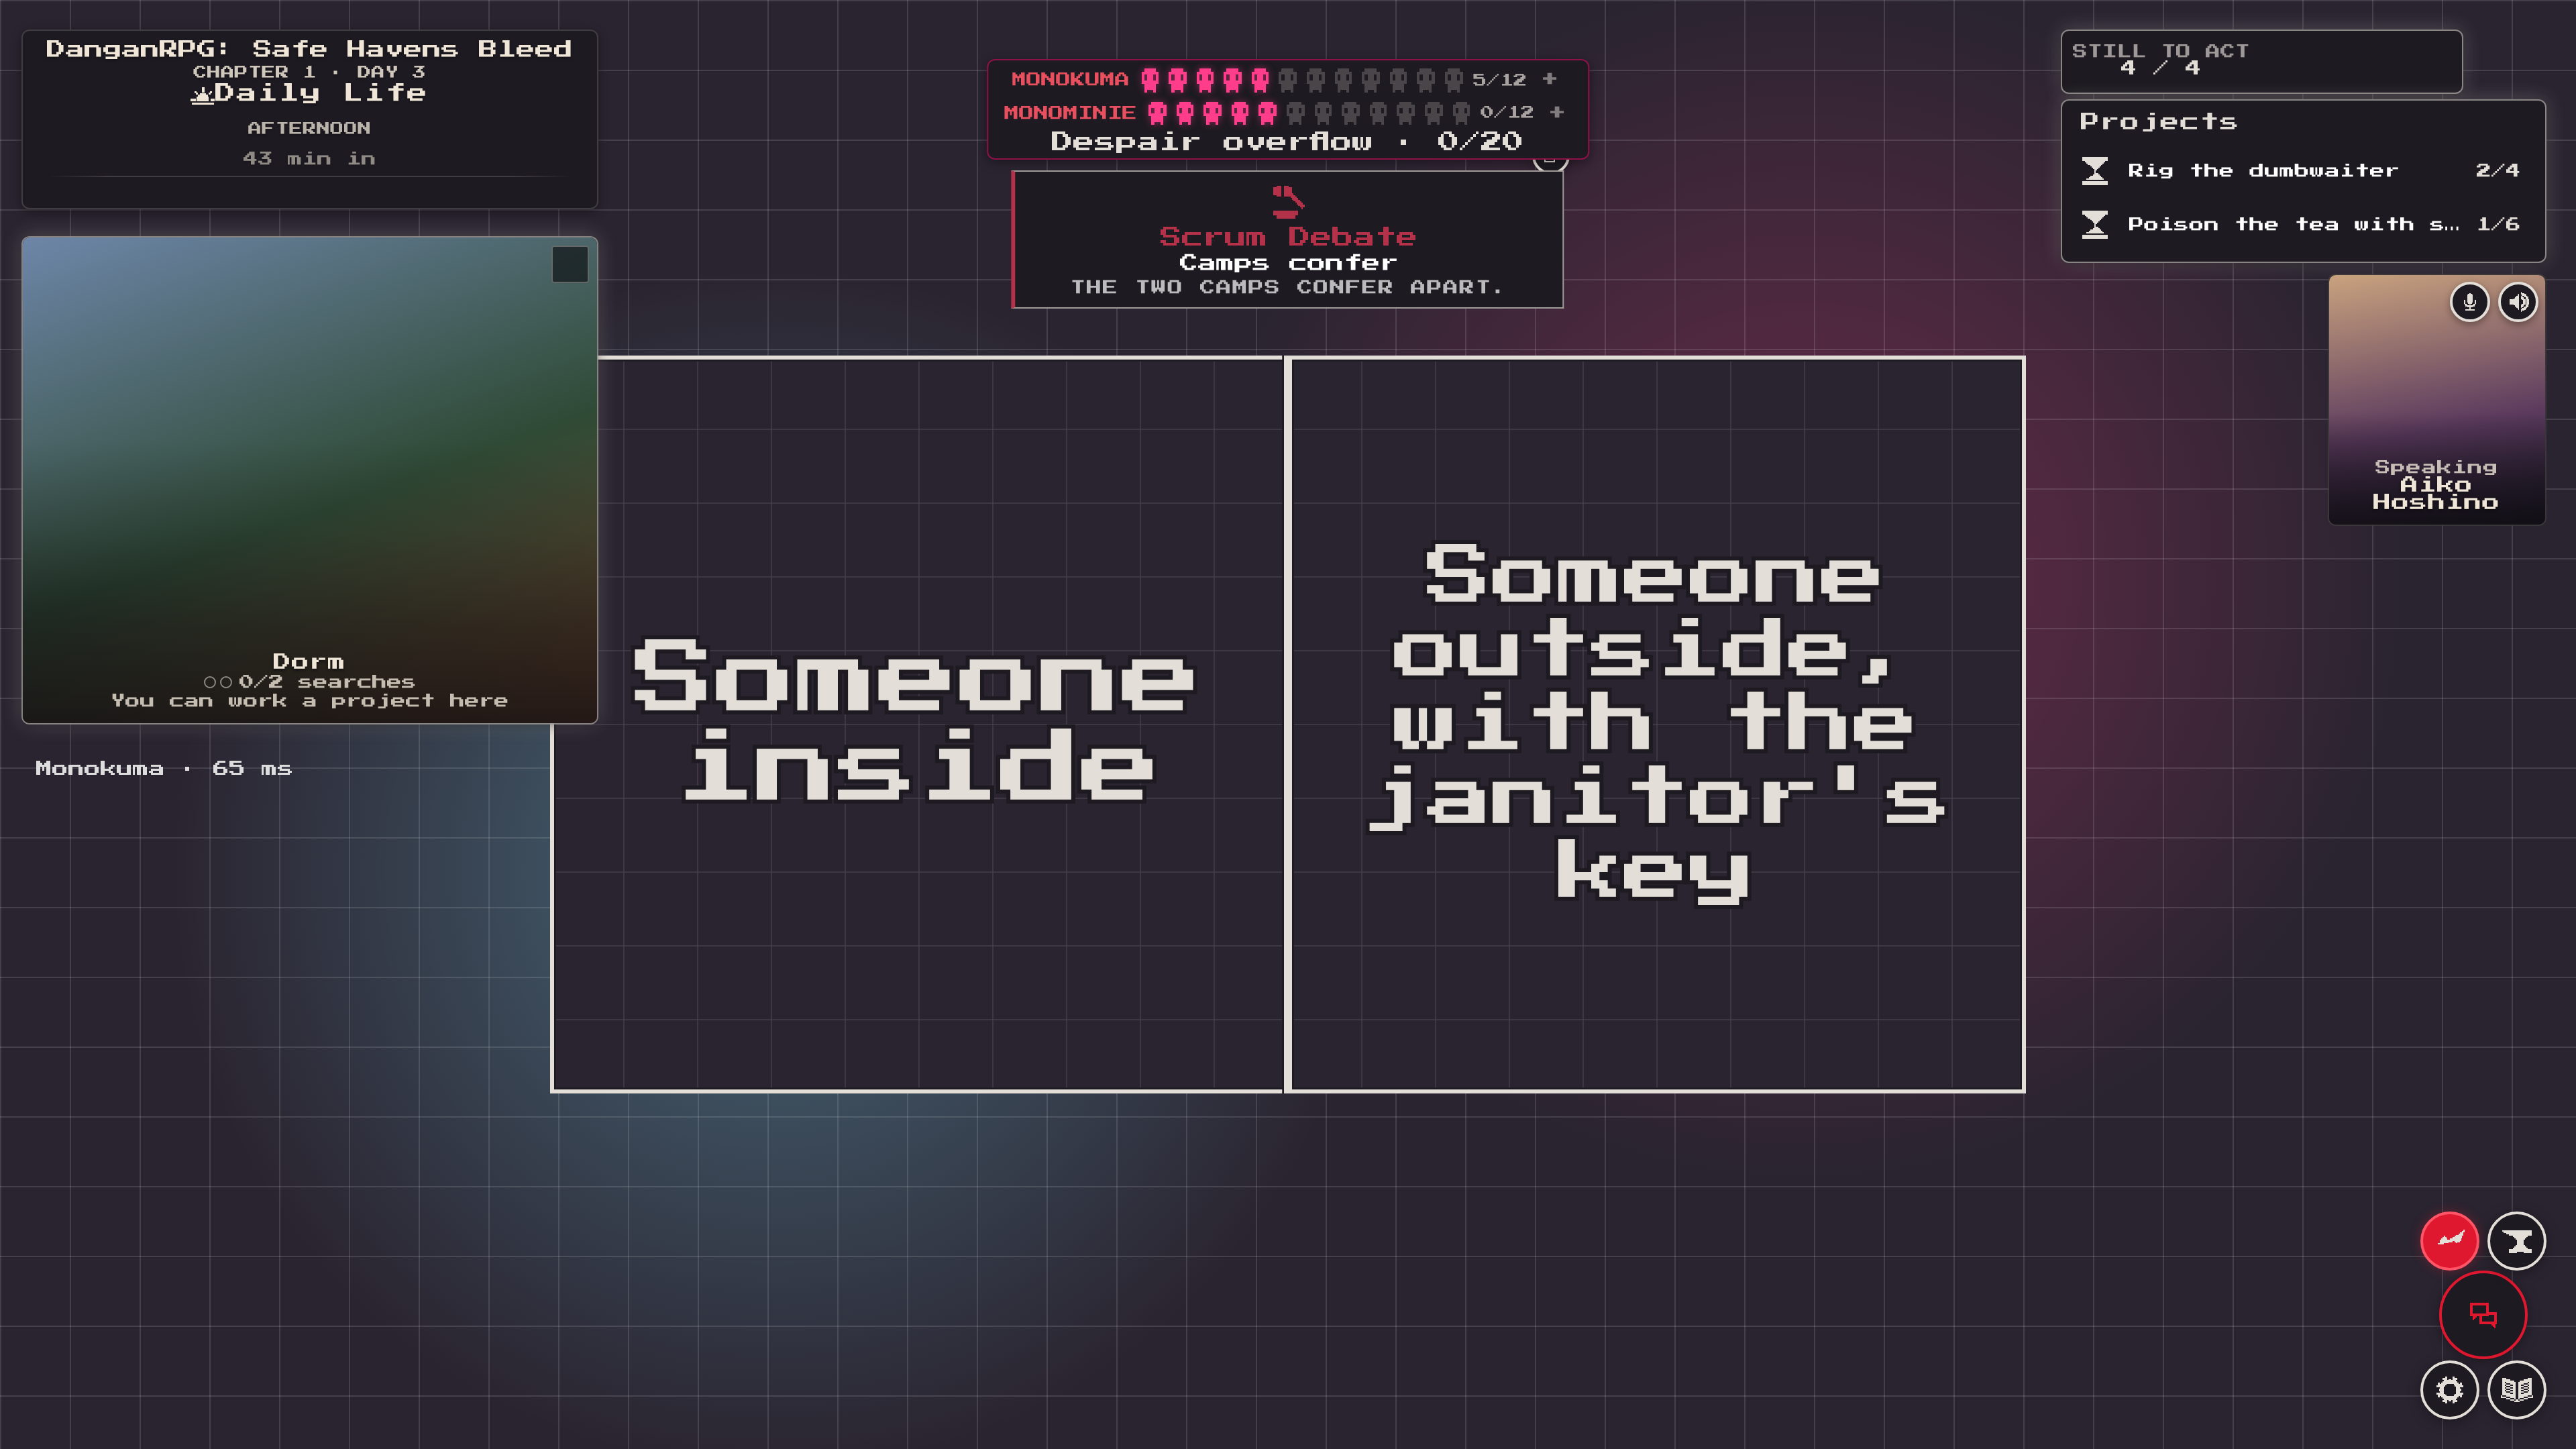 DanganRPG: Safe Havens Bleed
CHAPTER 1 · DAY 3
Daily Life
AFTERNOON
43 min in
MONOKUMA 5/12 +
MONOMINIE 0/12 +
Despair overflow · 0/20
Scrum Debate
Camps confer
THE TWO CAMPS CONFER APART.
STILL TO ACT
4 / 4
Projects
Rig the dumbwaiter 2/4
Poison the tea with s… 1/6
Speaking
Aiko
Hoshino
Dorm
0/2 searches
You can work a project here
Monokuma · 65 ms
Someone
inside
Someone
outside,
with the
janitor's
key